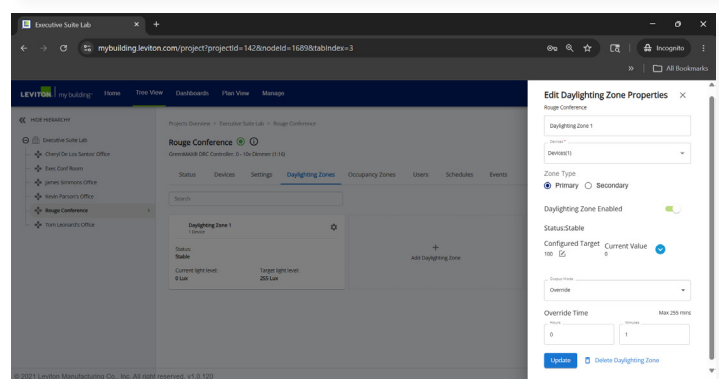 Executive Suite Lab
mybuilding.leviton.com/project?projectId=142&nodeId=1689&tabIndex=3
Incognito
All Bookmarks
LEVITON my building Home Tree View Dashboards Plan View Manage
HIDE HIERARCHY
Executive Suite Lab
Cheryl De Los Santos' Office
Exec Conf Room
James Simmons Office
Kevin Parson's Office
Rouge Conference
Tom Leonard's Office
Projects Overview > Executive Suite Lab > Rouge Conference
Rouge Conference
GreenMAX® DRC Controller, 0 - 10v Dimmer (1:16)
Status Devices Settings Daylighting Zones Occupancy Zones Users Schedules Events
Search
Daylighting Zone 1
1 Device
Status:
Stable
Current light level: Target light level:
0 Lux 255 Lux
+
Add Daylighting Zone
Edit Daylighting Zone Properties
Rouge Conference
Daylighting Zone 1
Devices*
Devices(1)
Zone Type
Primary Secondary
Daylighting Zone Enabled
Status:Stable
Configured Target Current Value
100 0
Output Mode
Override
Override Time Max 255 mins
Hours Minutes
0 1
Update Delete Daylighting Zone
© 2021 Leviton Manufacturing Co., Inc. All right reserved. v1.0.120